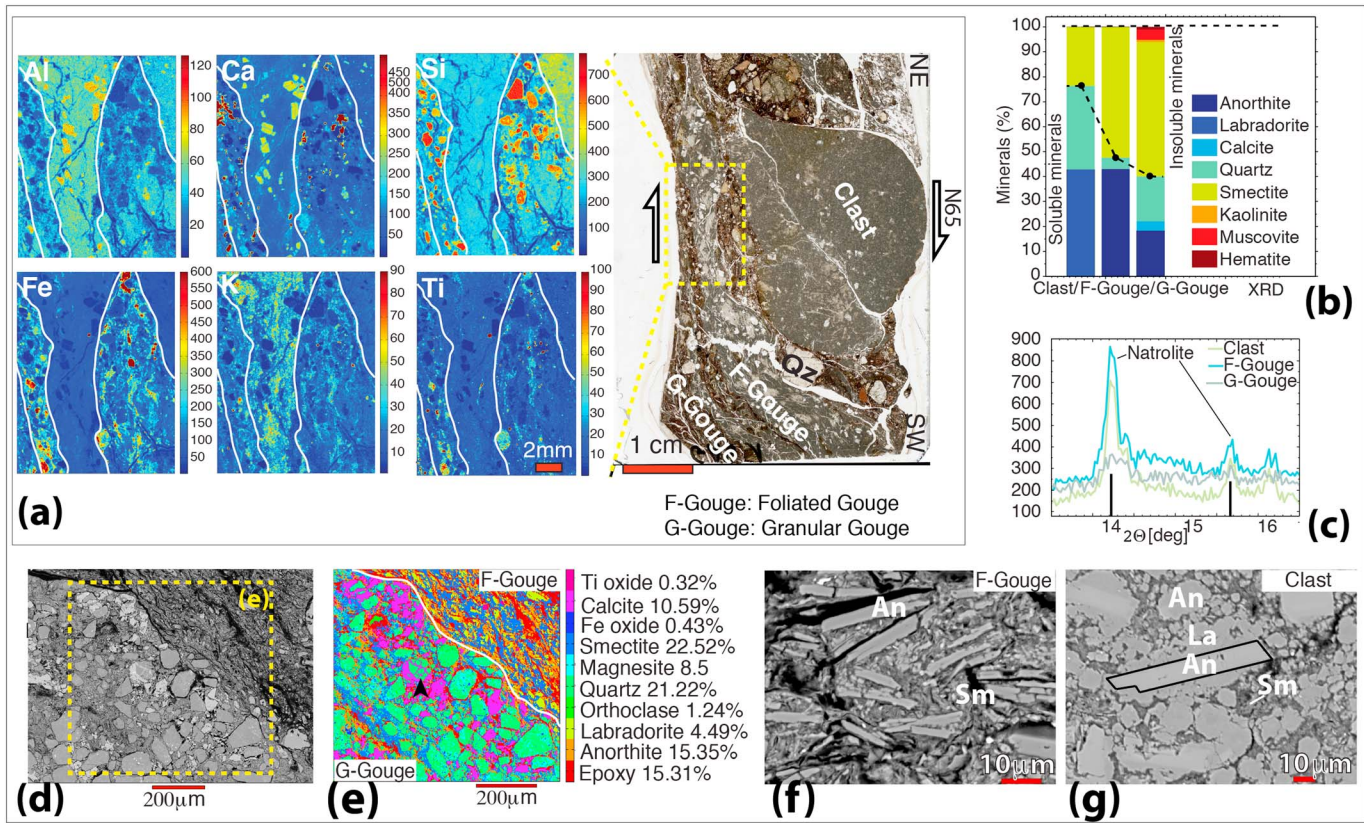 Al
120
100
80
60
40
20
Ca
450
400
350
300
250
200
150
100
50
Si
700
600
500
400
300
200
100
Fe
600
550
500
450
400
350
300
250
200
150
100
50
K
90
80
70
60
50
40
30
20
10
Ti
100
90
80
70
60
50
40
30
20
10
2mm
NE
Clast
N65
Qz
F-Gouge
G-Gouge
SW
1 cm
F-Gouge: Foliated Gouge
G-Gouge: Granular Gouge
(a)
100
90
80
70
60
50
40
30
20
10
0
Minerals (%)
Soluble minerals
Insoluble minerals
Anorthite
Labradorite
Calcite
Quartz
Smectite
Kaolinite
Muscovite
Hematite
Clast/F-Gouge/G-Gouge
XRD
(b)
900
800
700
600
500
400
300
200
100
Natrolite
Clast
F-Gouge
G-Gouge
14
15
16
2Θ[deg]
(c)
(e)
200µm
(d)
F-Gouge
G-Gouge
Ti oxide 0.32%
Calcite 10.59%
Fe oxide 0.43%
Smectite 22.52%
Magnesite 8.5
Quartz 21.22%
Orthoclase 1.24%
Labradorite 4.49%
Anorthite 15.35%
Epoxy 15.31%
200µm
(e)
F-Gouge
An
Sm
10µm
(f)
Clast
An
La
An
Sm
10µm
(g)